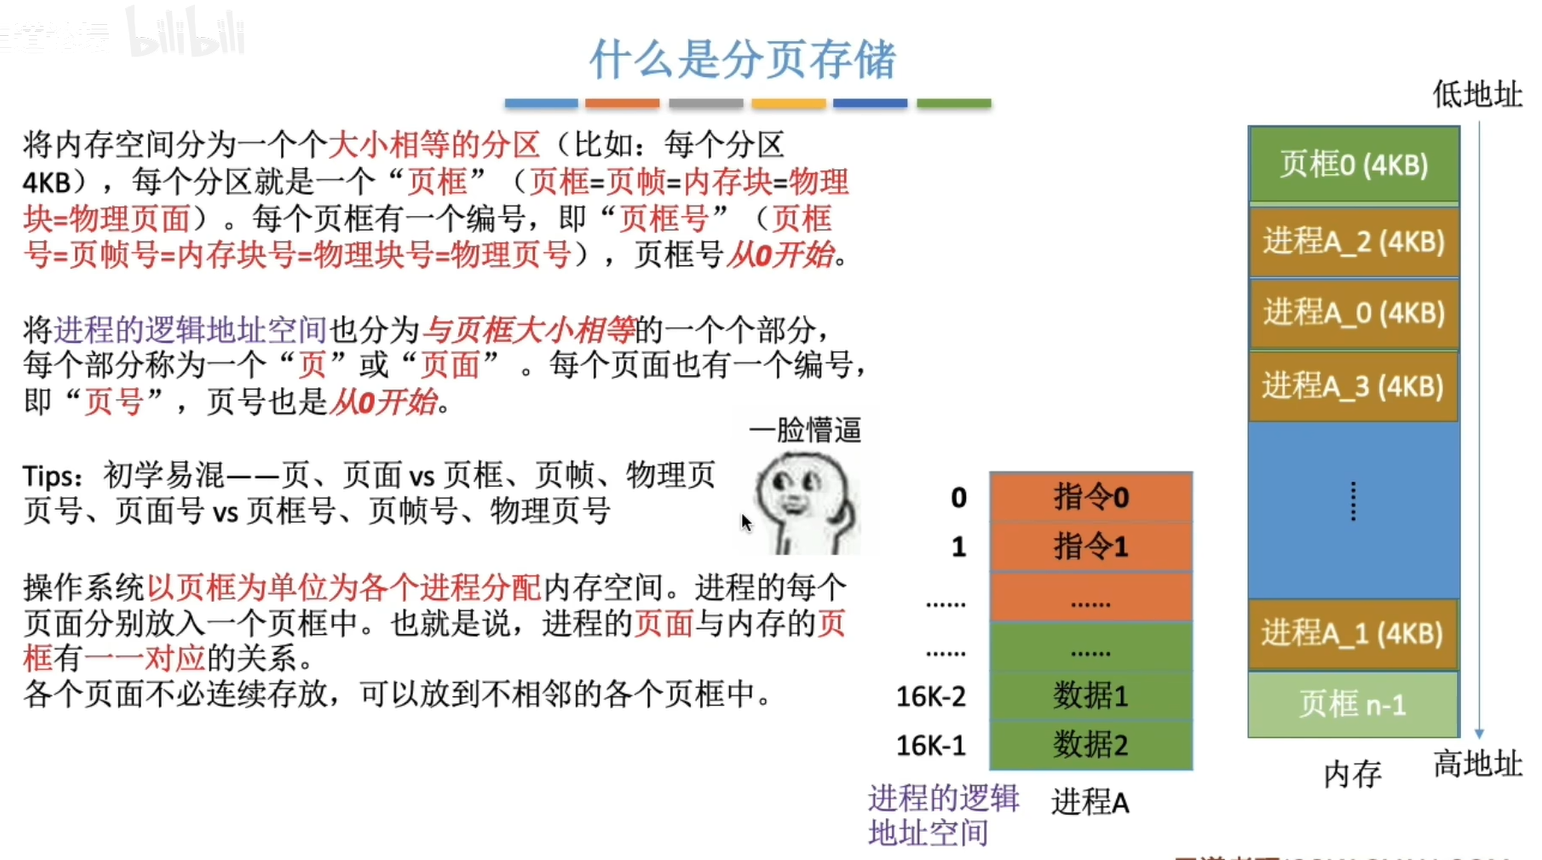 bilibili
什么是分页存储
将内存空间分为一个个大小相等的分区（比如：每个分区
4KB），每个分区就是一个“页框”（页框=页帧=内存块=物理
块=物理页面）。每个页框有一个编号，即“页框号”（页框
号=页帧号=内存块号=物理块号=物理页号），页框号从0开始。
将进程的逻辑地址空间也分为与页框大小相等的一个个部分，
每个部分称为一个“页”或“页面” 。每个页面也有一个编号，
即“页号”，页号也是从0开始。
Tips：初学易混——页、页面 vs 页框、页帧、物理页
页号、页面号 vs 页框号、页帧号、物理页号
一脸懵逼
操作系统以页框为单位为各个进程分配内存空间。进程的每个
页面分别放入一个页框中。也就是说，进程的页面与内存的页
框有一一对应的关系。
各个页面不必连续存放，可以放到不相邻的各个页框中。
0 指令0
1 指令1
...... ......
...... ......
16K-2 数据1
16K-1 数据2
进程的逻辑
地址空间
进程A
低地址
页框0 (4KB)
进程A_2 (4KB)
进程A_0 (4KB)
进程A_3 (4KB)
......
进程A_1 (4KB)
页框 n-1
内存
高地址